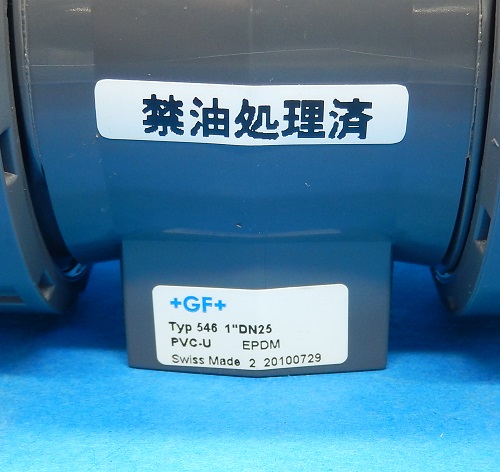 禁油処理済
+GF+
Typ 546 1"DN25
PVC-U EPDM
Swiss Made 2 20100729